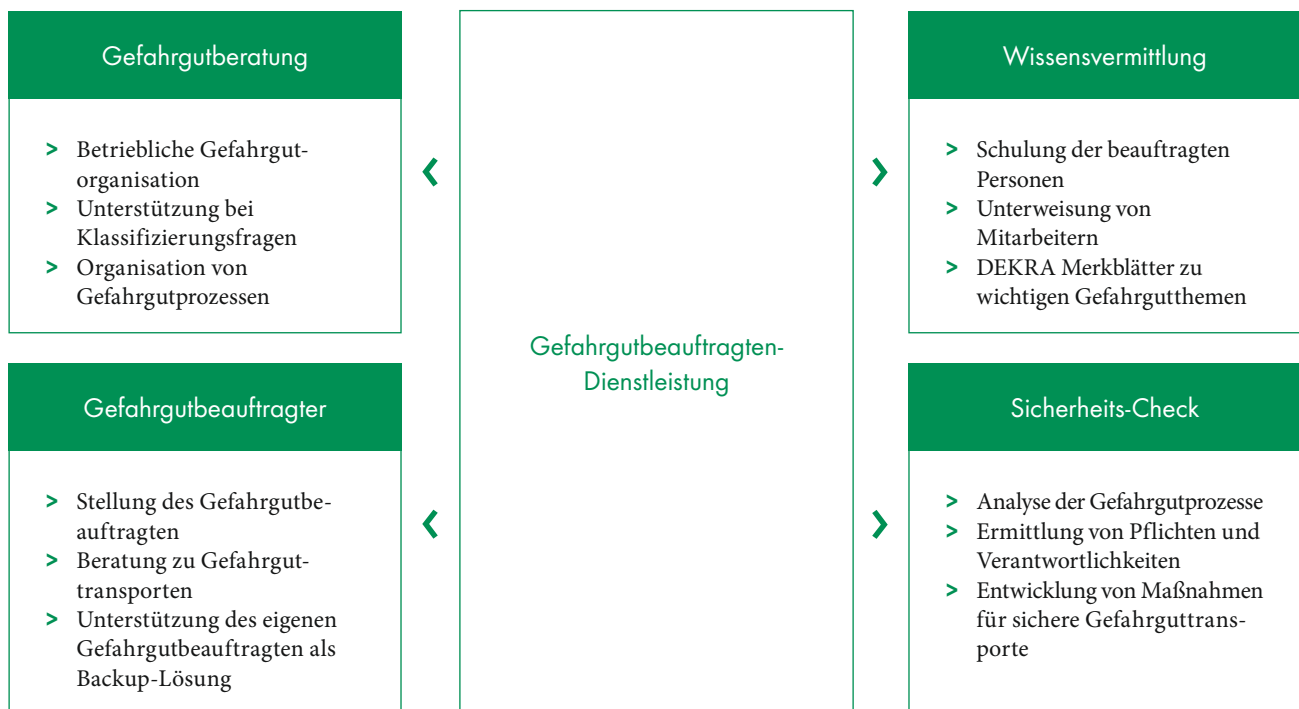 Gefahrgutberatung
> Betriebliche Gefahrgut-
organisation
> Unterstützung bei
Klassifizierungsfragen
> Organisation von
Gefahrgutprozessen
Gefahrgutbeauftragter
> Stellung des Gefahrgutbe-
auftragten
> Beratung zu Gefahrgut-
transporten
> Unterstützung des eigenen
Gefahrgutbeauftragten als
Backup-Lösung
Gefahrgutbeauftragten-
Dienstleistung
Wissensvermittlung
> Schulung der beauftragten
Personen
> Unterweisung von
Mitarbeitern
> DEKRA Merkblätter zu
wichtigen Gefahrgutthemen
Sicherheits-Check
> Analyse der Gefahrgutprozesse
> Ermittlung von Pflichten und
Verantwortlichkeiten
> Entwicklung von Maßnahmen
für sichere Gefahrguttrans-
porte